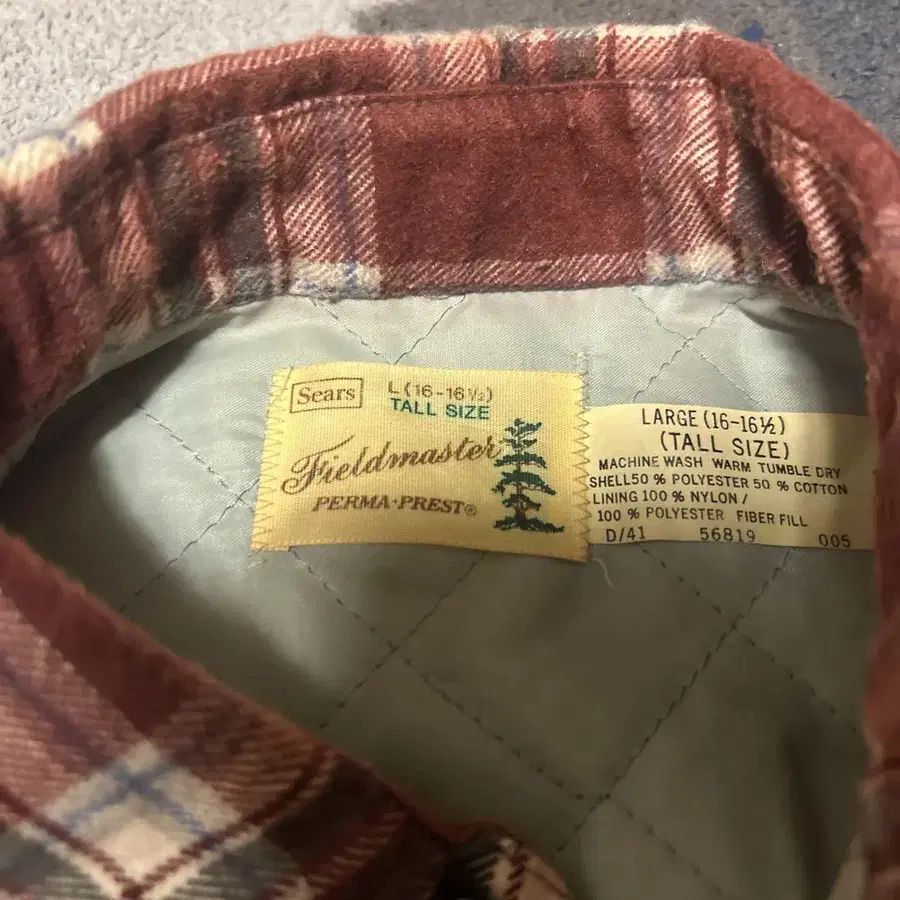 Sears
L(16-16½)
TALL SIZE
Fieldmaster
PERMA·PREST®
LARGE (16-16½)
(TALL SIZE)
MACHINE WASH WARM TUMBLE DRY
SHELL50 % POLYESTER 50 % COTTON
LINING 100 % NYLON /
100 % POLYESTER FIBER FILL
D/41 56819 005